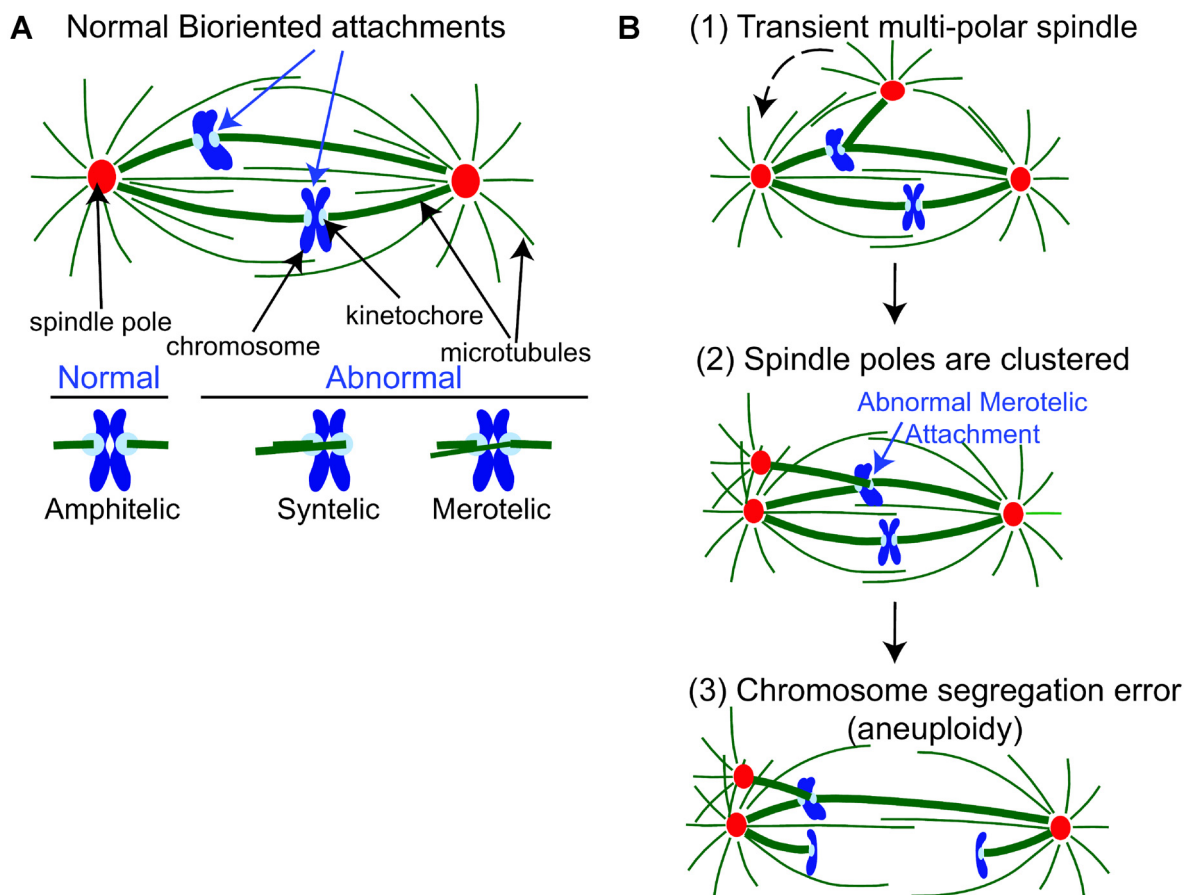 A
Normal Bioriented attachments
spindle pole
chromosome
kinetochore
microtubules
Normal
Abnormal
Amphitelic
Syntelic
Merotelic
B
(1) Transient multi-polar spindle
(2) Spindle poles are clustered
Abnormal Merotelic
Attachment
(3) Chromosome segregation error
(aneuploidy)